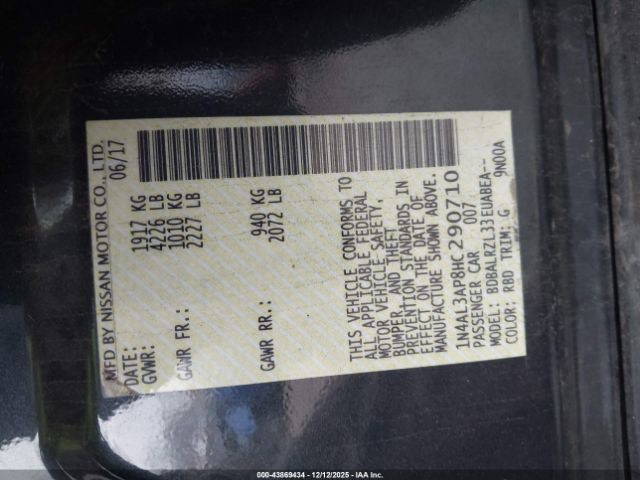 MFD BY NISSAN MOTOR CO., LTD.
DATE: 06/17
GVWR: 1917 KG
4226 LB
GAWR FR.: 1010 KG
2227 LB
GAWR RR.: 940 KG
2072 LB
THIS VEHICLE CONFORMS TO
ALL APPLICABLE FEDERAL
MOTOR VEHICLE SAFETY,
BUMPER, AND THEFT
PREVENTION STANDARDS IN
EFFECT ON THE DATE OF
MANUFACTURE SHOWN ABOVE.
1N4AL3AP8HC290710
PASSENGER CAR 007
MODEL: BDBALRZL33EUABEA--
COLOR: RBD TRIM: G 9N00A
000-43869434 | 12/12/2025 - IAA Inc.